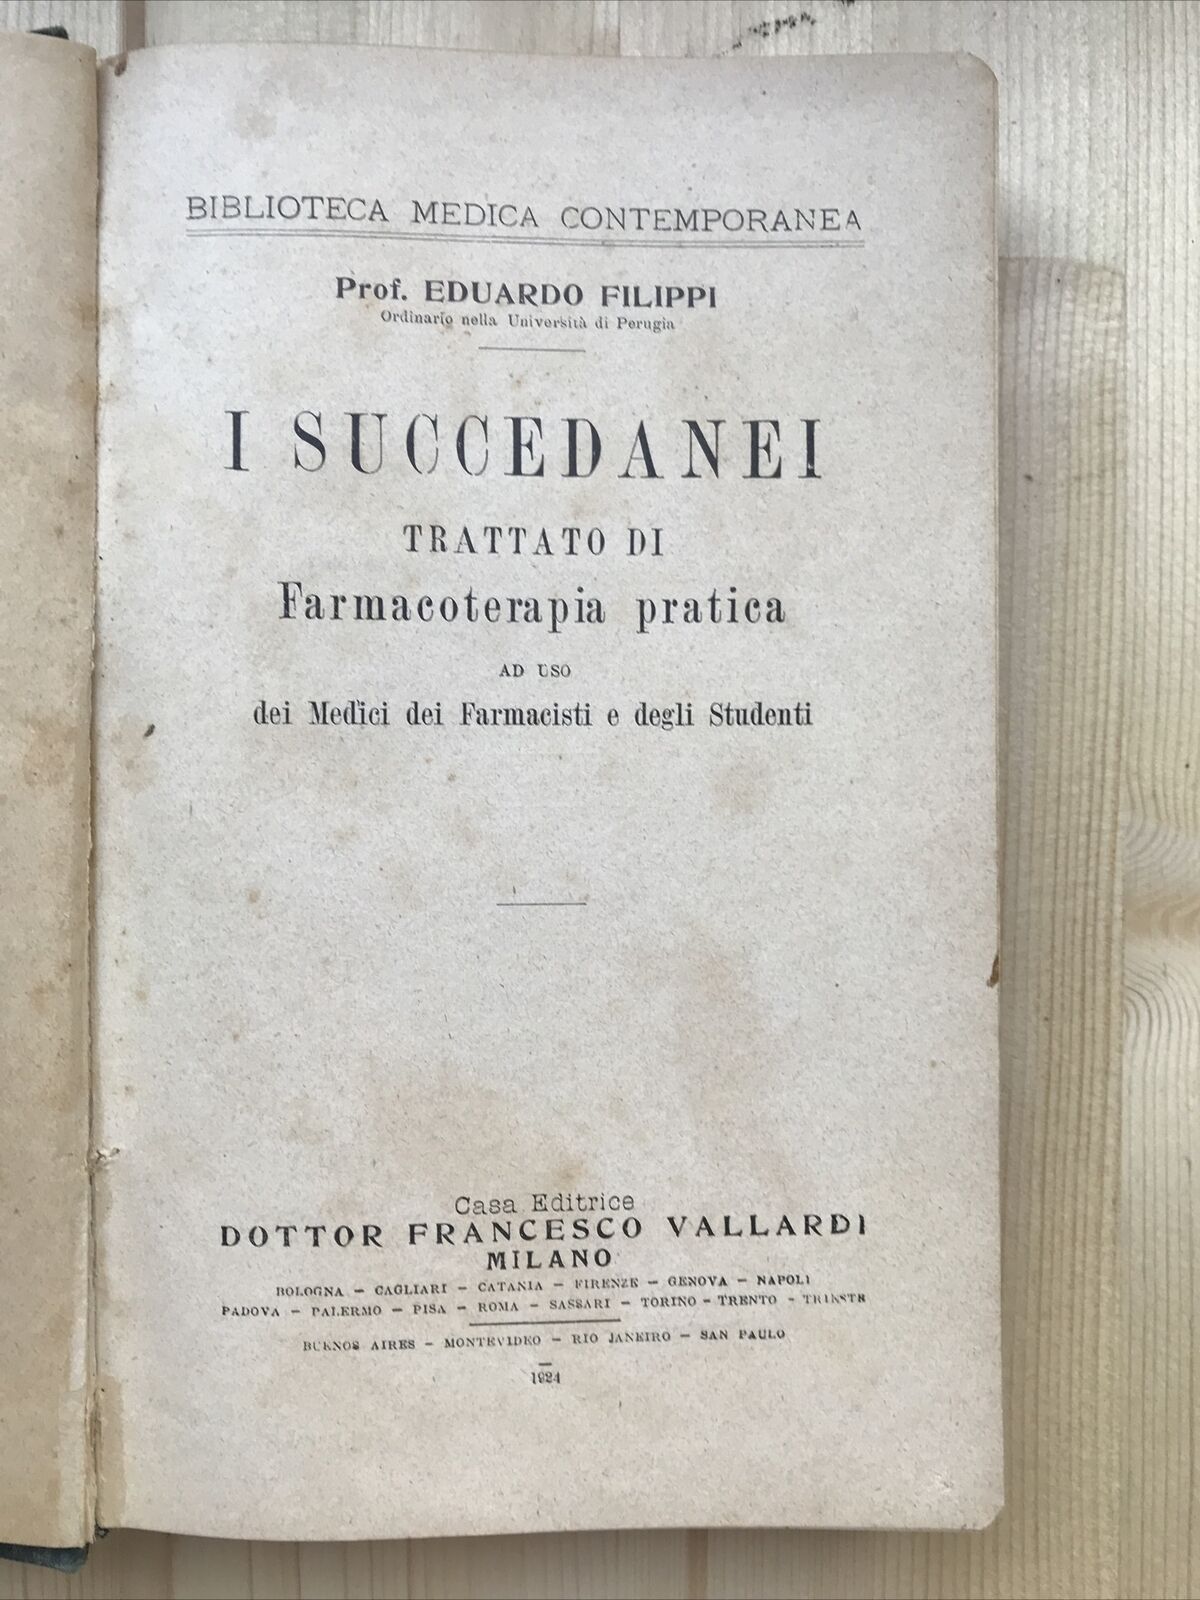 BIBLIOTECA MEDICA CONTEMPORANEA
Prof. EDUARDO FILIPPI
Ordinario nella Università di Perugia
I SUCCEDANEI
TRATTATO DI
Farmacoterapia pratica
AD USO
dei Medici dei Farmacisti e degli Studenti
Casa Editrice
DOTTOR FRANCESCO VALLARDI
MILANO
BOLOGNA – CAGLIARI – CATANIA – FIRENZE – GENOVA – NAPOLI
PADOVA – PALERMO – PISA – ROMA – SASSARI – TORINO – TRENTO – TRIESTE
BUENOS AIRES – MONTEVIDEO – RIO JANEIRO – SAN PAULO
1924